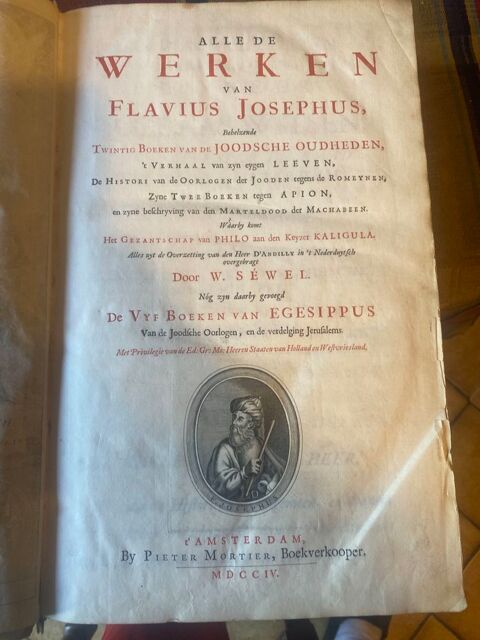 ALLE DE
WERKEN
VAN
FLAVIUS JOSEPHUS,
Behelzende
TWINTIG BOEKEN VAN DE JOODSCHE OUDHEDEN,
't VERHAAL van zyn eygen LEEVEN,
DE HISTORI van de OORLOGEN der JOODEN tegens de ROMEYNEN,
Zyne TWEE BOEKEN tegen APION,
en zyne beschryving van den MARTELDOOD der MACHABEEN.
Waarby komt
Het GEZANTSCHAP van PHILO aan den Keyzer KALIGULA.
Alles uyt de Overzetting van den Heer D'ANDILLY in 't Nederduytsch
overgebragt
Door W. SÉWEL.
Nóg zyn daarby gevoegd
De VYF BOEKEN VAN EGESIPPUS
Van de Joodsche Oorlogen, en de verdelging Jerusalems.
Met Privilegie van de Ed: Gr: Mo: Heeren Staaten van Holland en Westvriesland,
F. JOSEPHUS
t'AMSTERDAM,
By PIETER MORTIER, Boekverkooper,
MDCCIV.